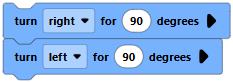 turn right for 90 degrees
turn left for 90 degrees